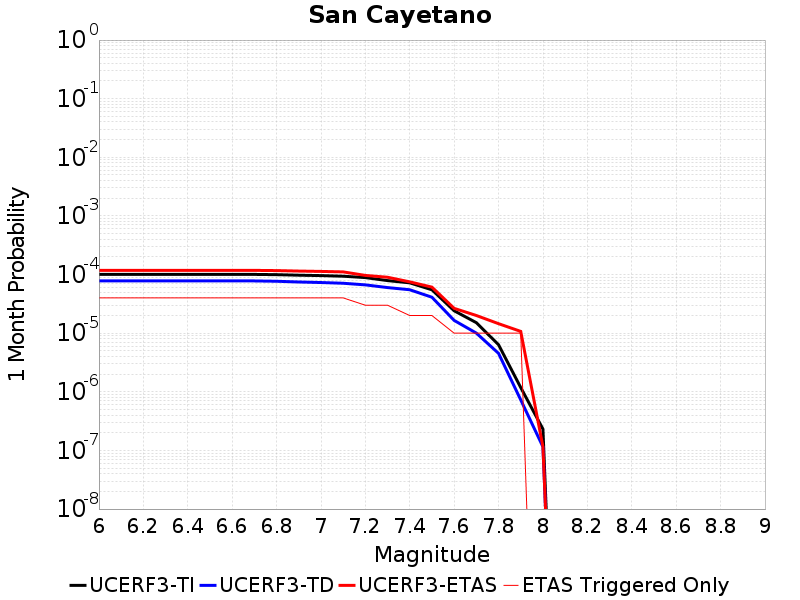 San Cayetano
1 Month Probability
10^0
10^-1
10^-2
10^-3
10^-4
10^-5
10^-6
10^-7
10^-8
6 6.2 6.4 6.6 6.8 7 7.2 7.4 7.6 7.8 8 8.2 8.4 8.6 8.8 9
Magnitude
UCERF3-TI UCERF3-TD UCERF3-ETAS ETAS Triggered Only